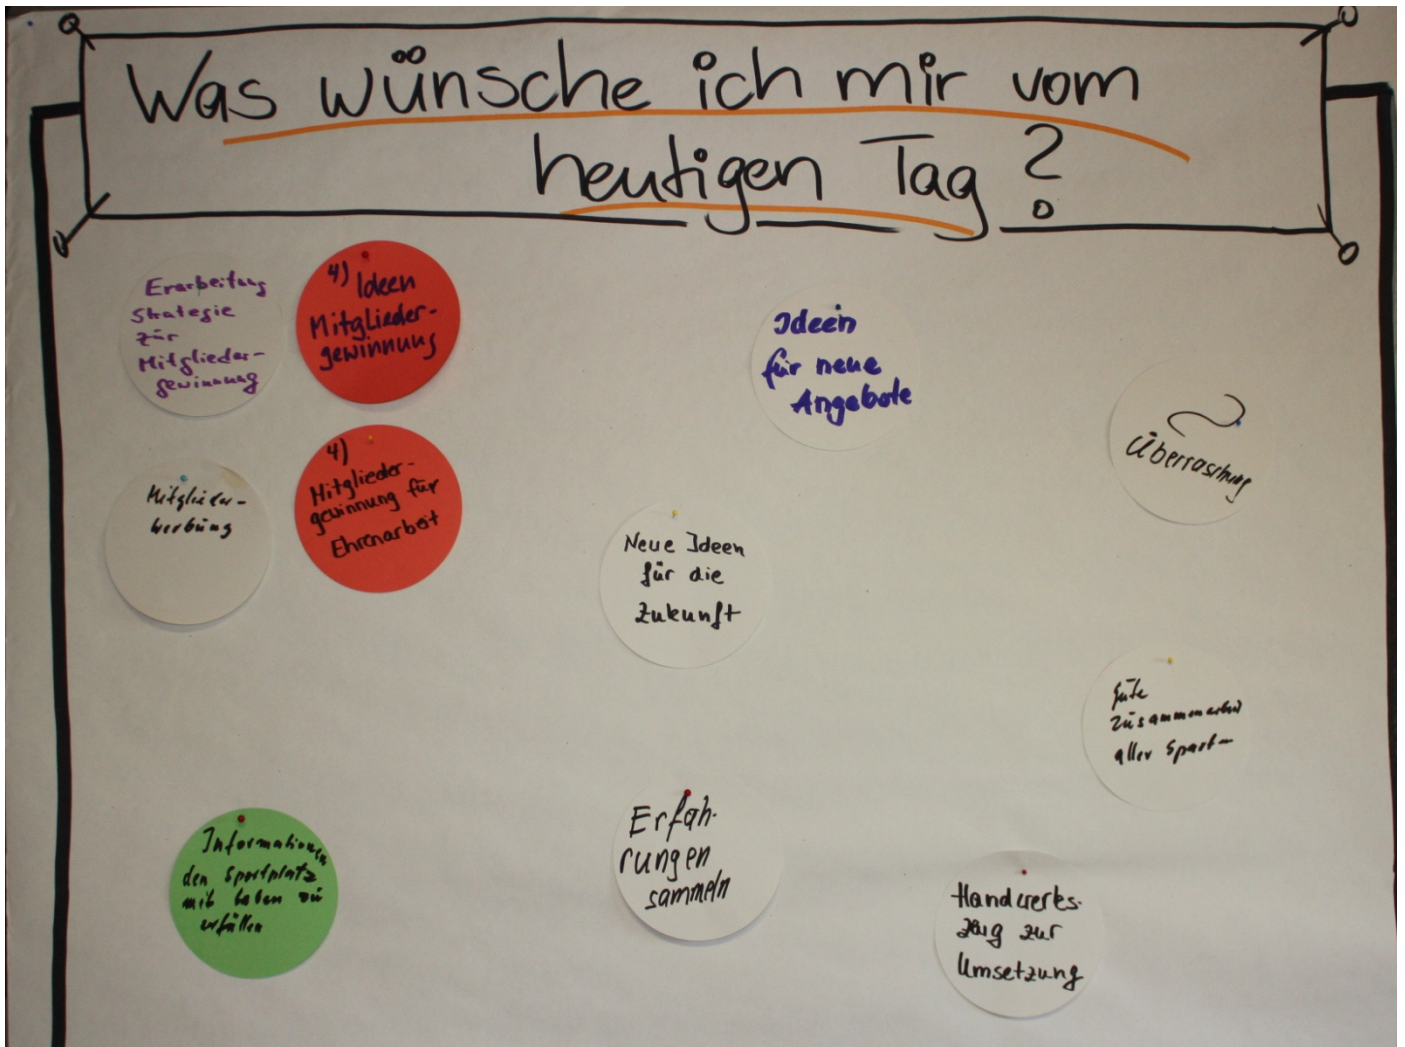 Was wünsche ich mir vom
heutigen Tag?
Erarbeitung
Strategie
zur
Mitglieder-
gewinnung
4) Ideen
Mitglieder-
gewinnung
Mitglieder-
werbung
4)
Mitglieder-
gewinnung für
Ehrenarbeit
Ideen
für neue
Angebote
Neue Ideen
für die
Zukunft
Überraschung
Gute
Zusammenarbeit
aller Sparten
Informationen
den Sportplatz
mit Leben zu
erfüllen
Erfah-
rungen
sammeln
Handwerks-
zeug zur
Umsetzung